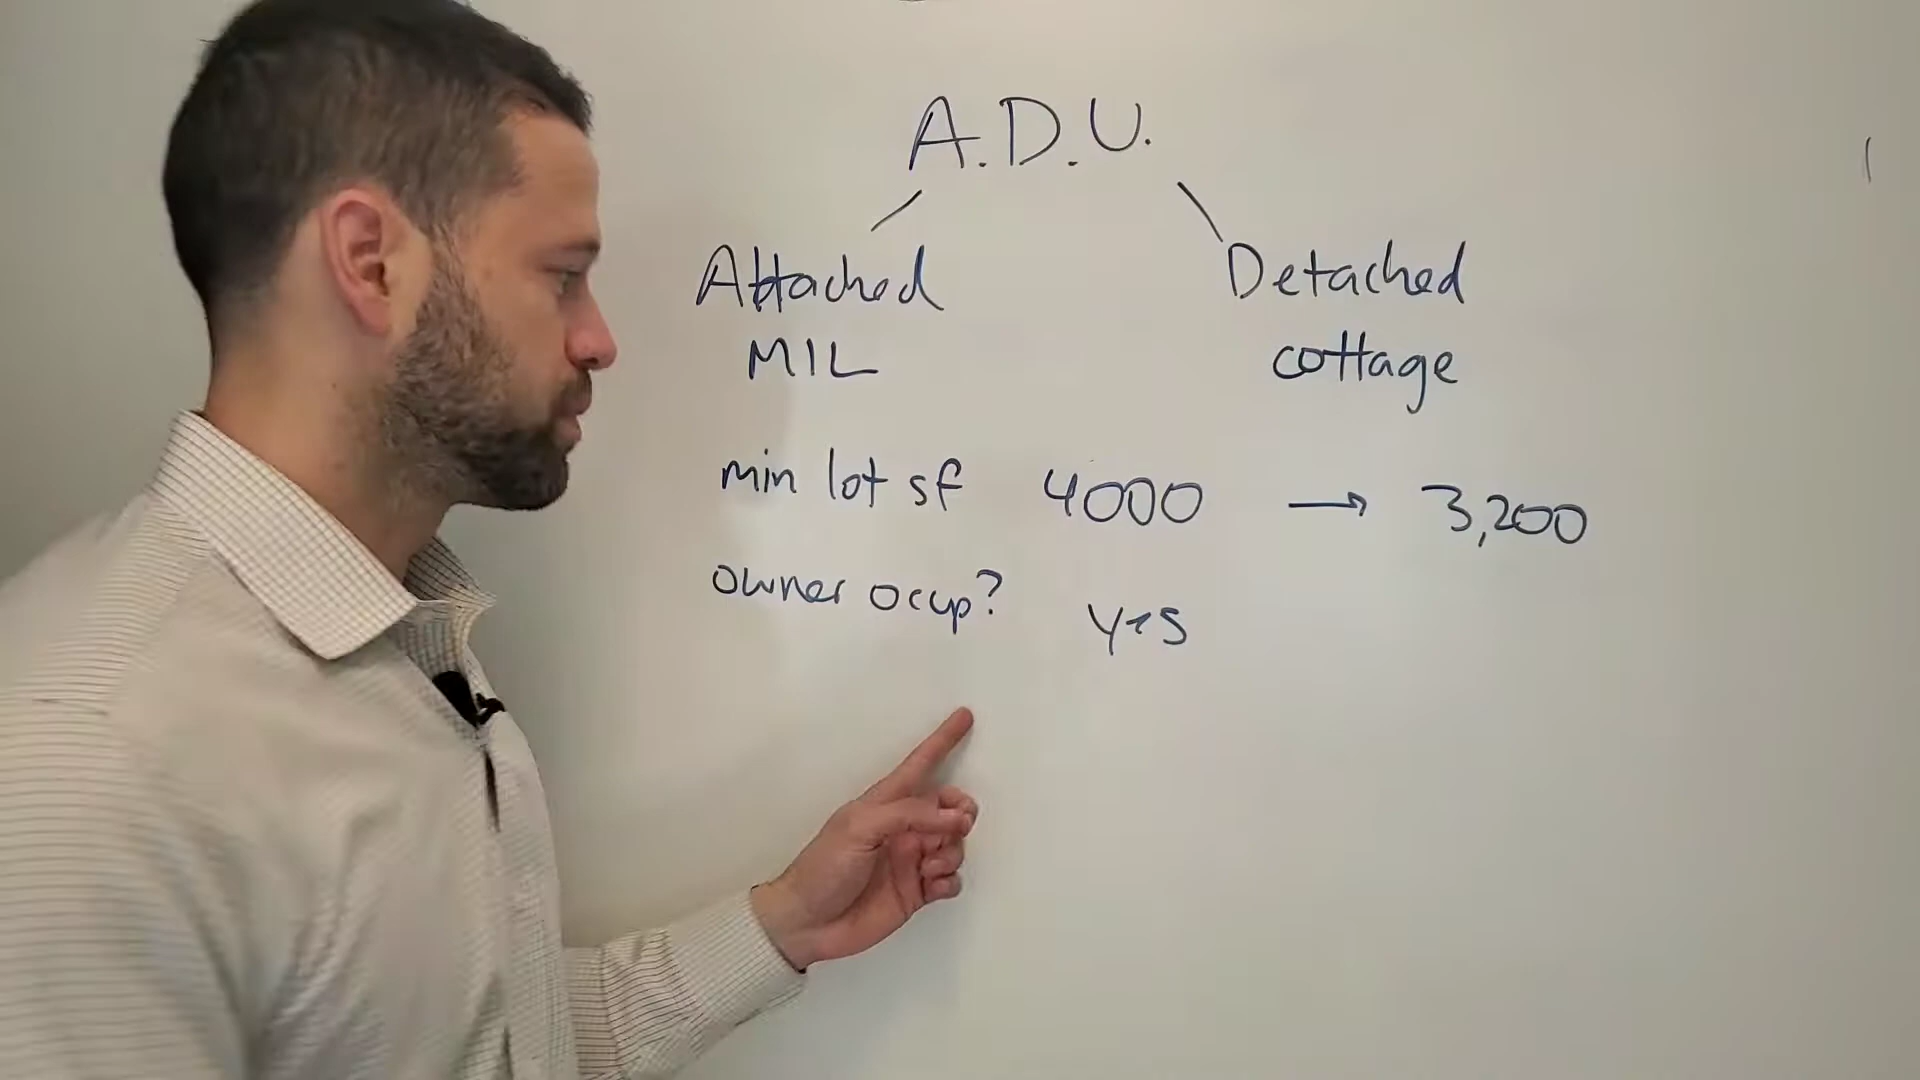 A.D.U.
Attached Detached
MIL cottage
min lot sf 4000 → 3,200
owner occup? yes